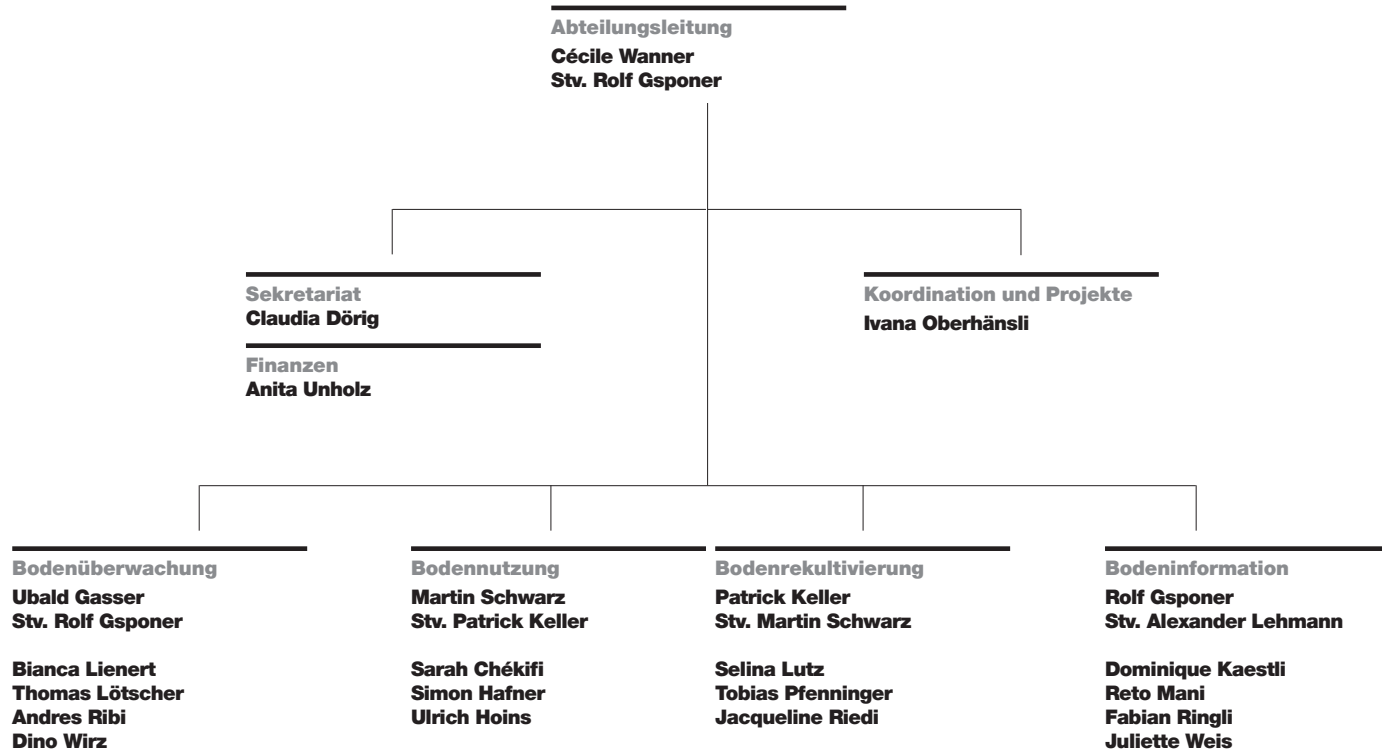 Abteilungsleitung
Cécile Wanner
Stv. Rolf Gsponer
Sekretariat
Claudia Dörig
Finanzen
Anita Unholz
Koordination und Projekte
Ivana Oberhänsli
Bodenüberwachung
Ubald Gasser
Stv. Rolf Gsponer
Bianca Lienert
Thomas Lötscher
Andres Ribi
Dino Wirz
Bodennutzung
Martin Schwarz
Stv. Patrick Keller
Sarah Chékifi
Simon Hafner
Ulrich Hoins
Bodenrekultivierung
Patrick Keller
Stv. Martin Schwarz
Selina Lutz
Tobias Pfenninger
Jacqueline Riedi
Bodeninformation
Rolf Gsponer
Stv. Alexander Lehmann
Dominique Kaestli
Reto Mani
Fabian Ringli
Juliette Weis